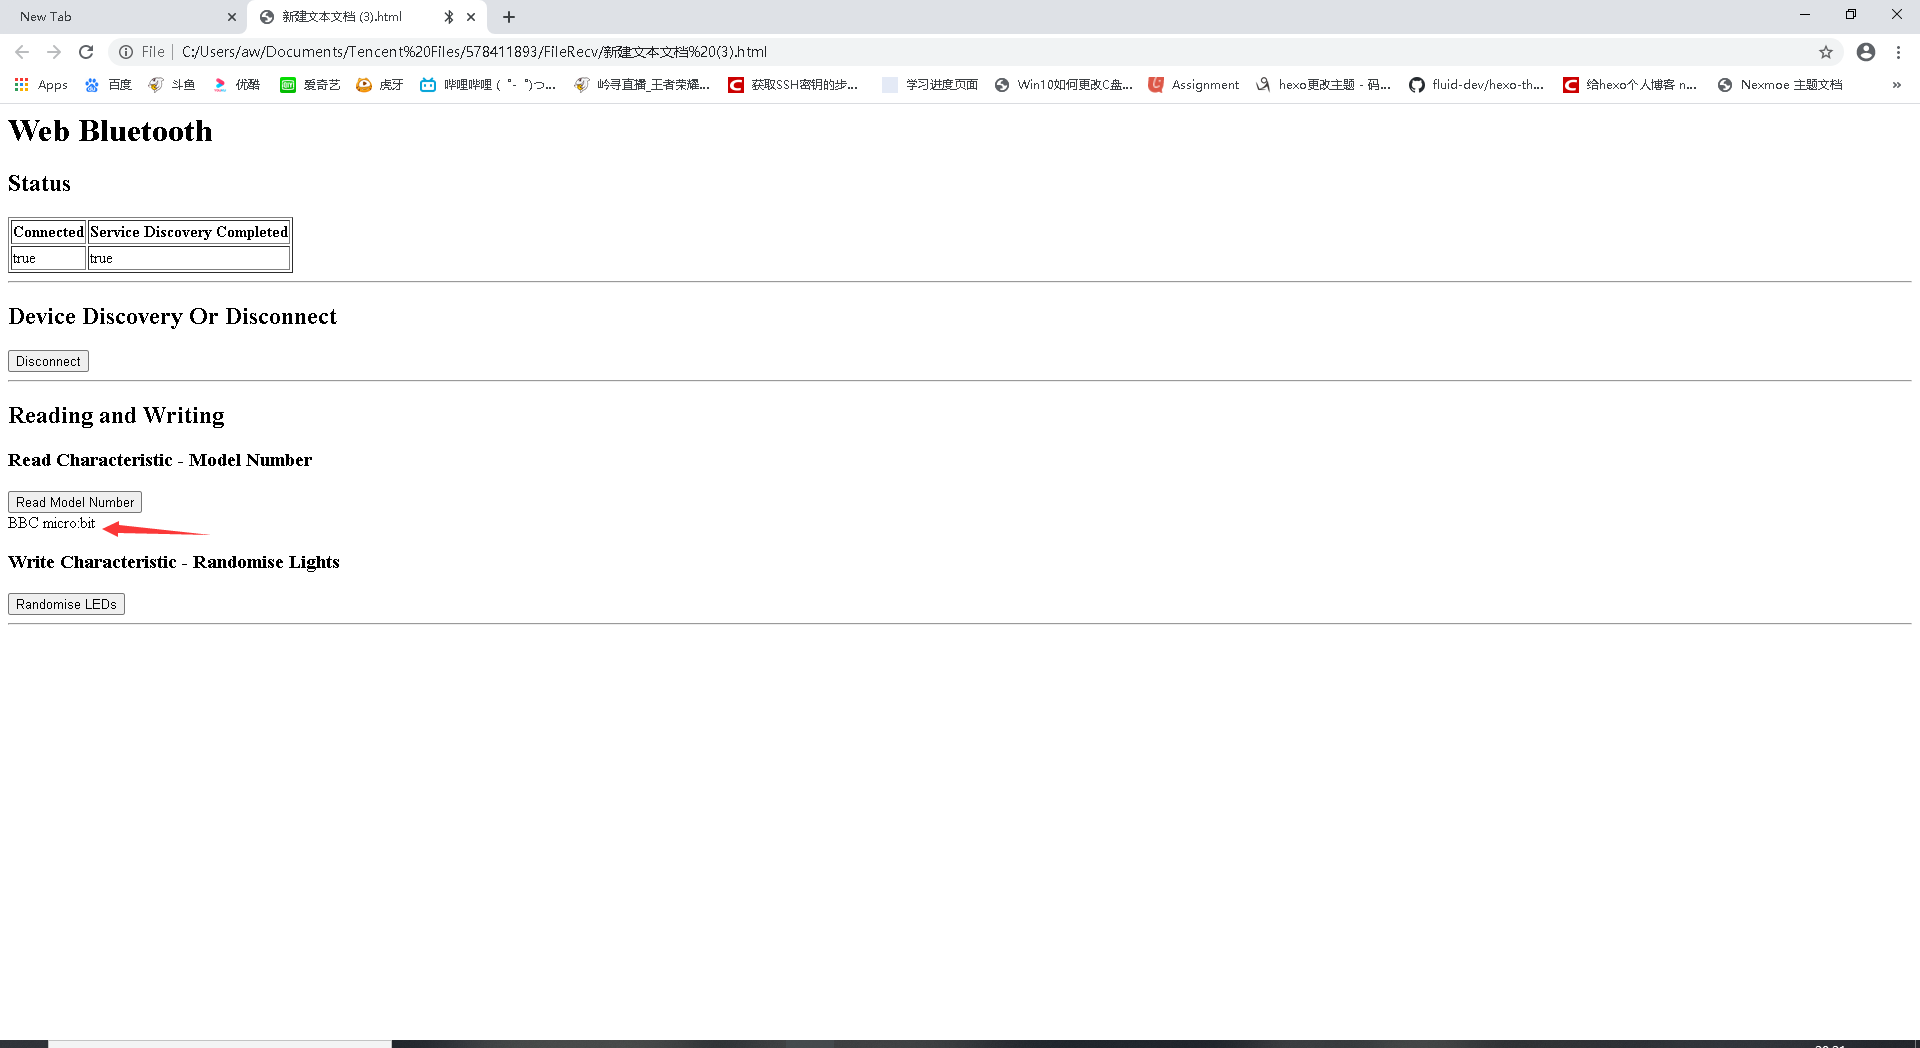 New Tab
新建文本文档 (3).html
File
C:/Users/aw/Documents/Tencent%20Files/578411893/FileRecv/新建文本文档%20(3).html
Apps 百度 斗鱼 优酷 爱奇艺 虎牙 哔哩哔哩 (゜-゜)つ... 岭寻直播_王者荣耀... 获取SSH密钥的步... 学习进度页面 Win10如何更改C盘... Assignment hexo更改主题 - 码... fluid-dev/hexo-th... 给hexo个人博客 n... Nexmoe 主题文档 »
Web Bluetooth
Status
Connected Service Discovery Completed
true true
Device Discovery Or Disconnect
Disconnect
Reading and Writing
Read Characteristic - Model Number
Read Model Number
BBC micro:bit
Write Characteristic - Randomise Lights
Randomise LEDs